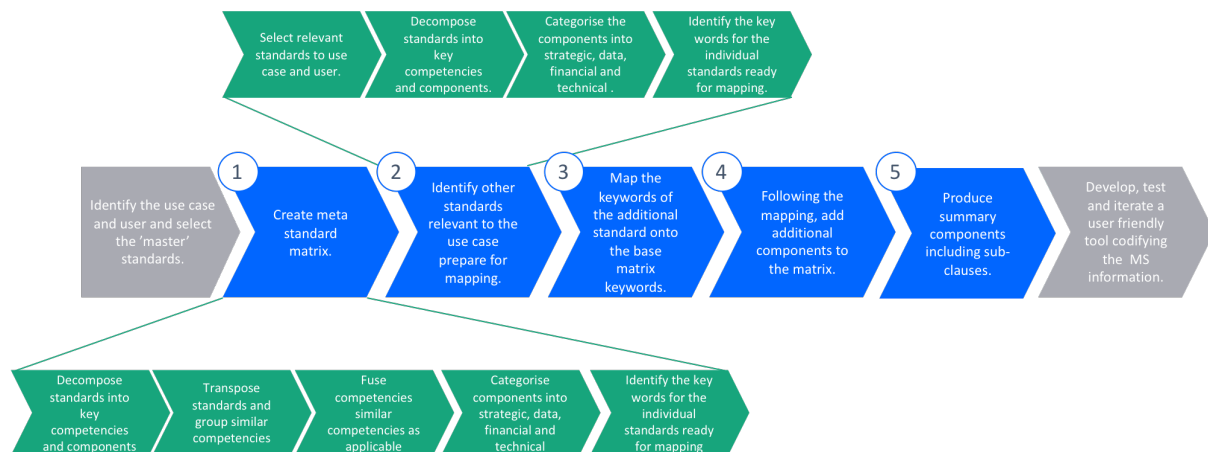 Select relevant
standards to use
case and user.
Decompose
standards into
key
competencies
and components.
Categorise the
components into
strategic, data,
financial and
technical .
Identify the key
words for the
individual
standards ready
for mapping.
Identify the use case
and user and select
the 'master'
standards.
1
Create meta
standard matrix.
2
Identify other
standards
relevant to the
use case
prepare for
mapping.
3
Map the
keywords of
the additional
standard onto
the base
matrix
keywords.
4
Following the
mapping, add
additional
components to
the matrix.
5
Produce
summary
components
including sub-
clauses.
Develop, test
and iterate a
user friendly
tool codifying
the MS
information.
Decompose
standards into
key
competencies
and components
Transpose
standards and
group similar
competencies
Fuse
competencies
similar
competencies as
applicable
Categorise
components into
strategic, data,
financial and
technical
Identify the key
words for the
individual
standards ready
for mapping